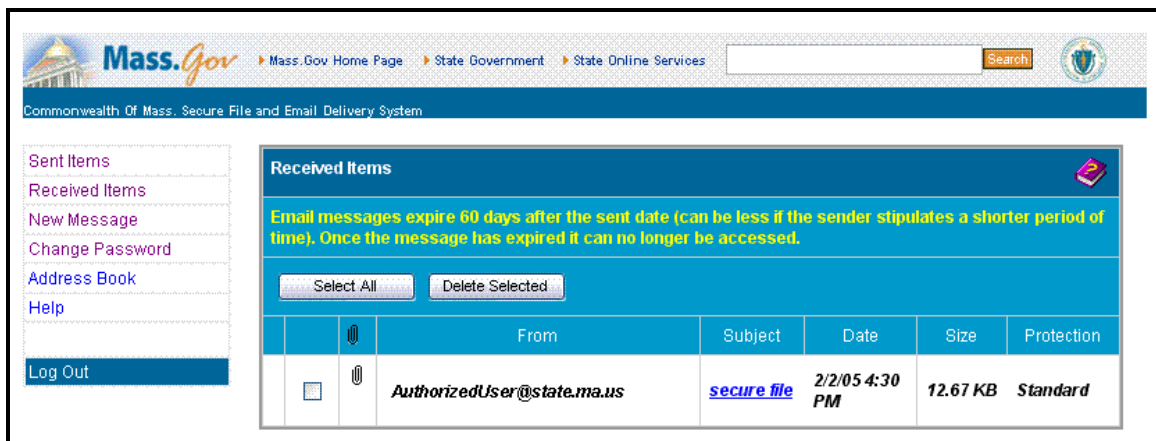 Mass.Gov
Mass.Gov Home Page State Government State Online Services
Search
Commonwealth Of Mass. Secure File and Email Delivery System
Sent Items
Received Items
New Message
Change Password
Address Book
Help
Log Out
Received Items
Email messages expire 60 days after the sent date (can be less if the sender stipulates a shorter period of
time). Once the message has expired it can no longer be accessed.
Select All Delete Selected
From Subject Date Size Protection
AuthorizedUser@state.ma.us secure file 2/2/05 4:30 PM 12.67 KB Standard